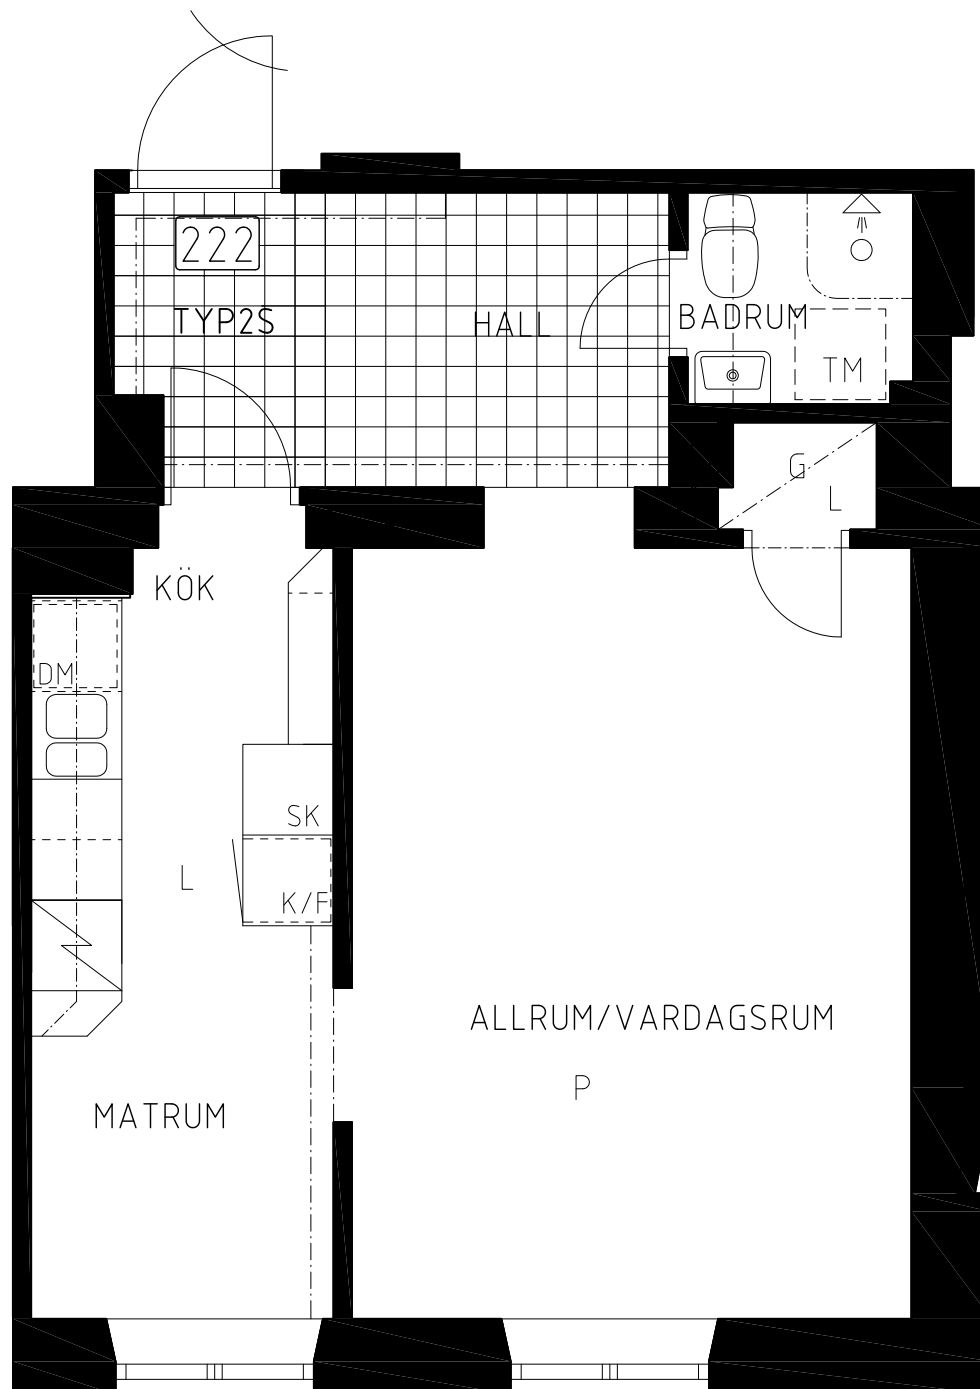 222
TYP2S
HALL
BADRUM
TM
G
L
KÖK
DM
SK
L
K/F
ALLRUM/VARDAGSRUM
P
MATRUM